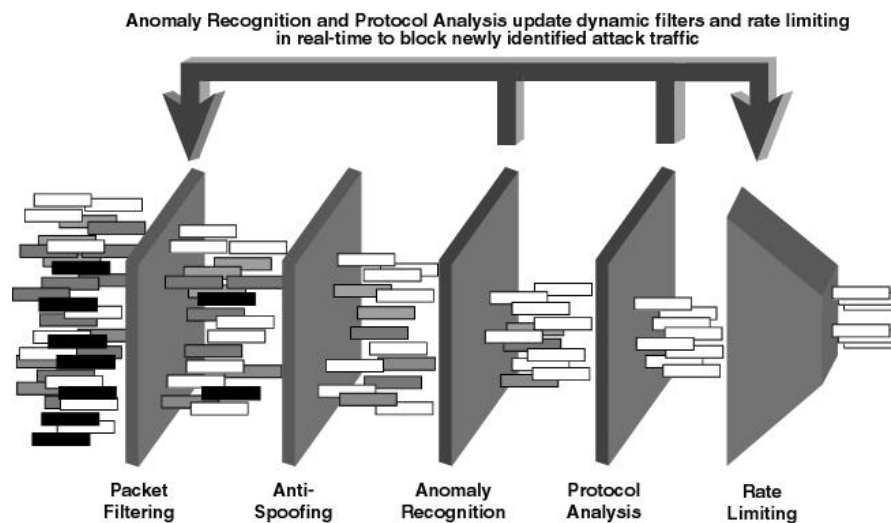 Anomaly Recognition and Protocol Analysis update dynamic filters and rate limiting
in real-time to block newly identified attack traffic
Packet
Filtering
Anti-
Spoofing
Anomaly
Recognition
Protocol
Analysis
Rate
Limiting